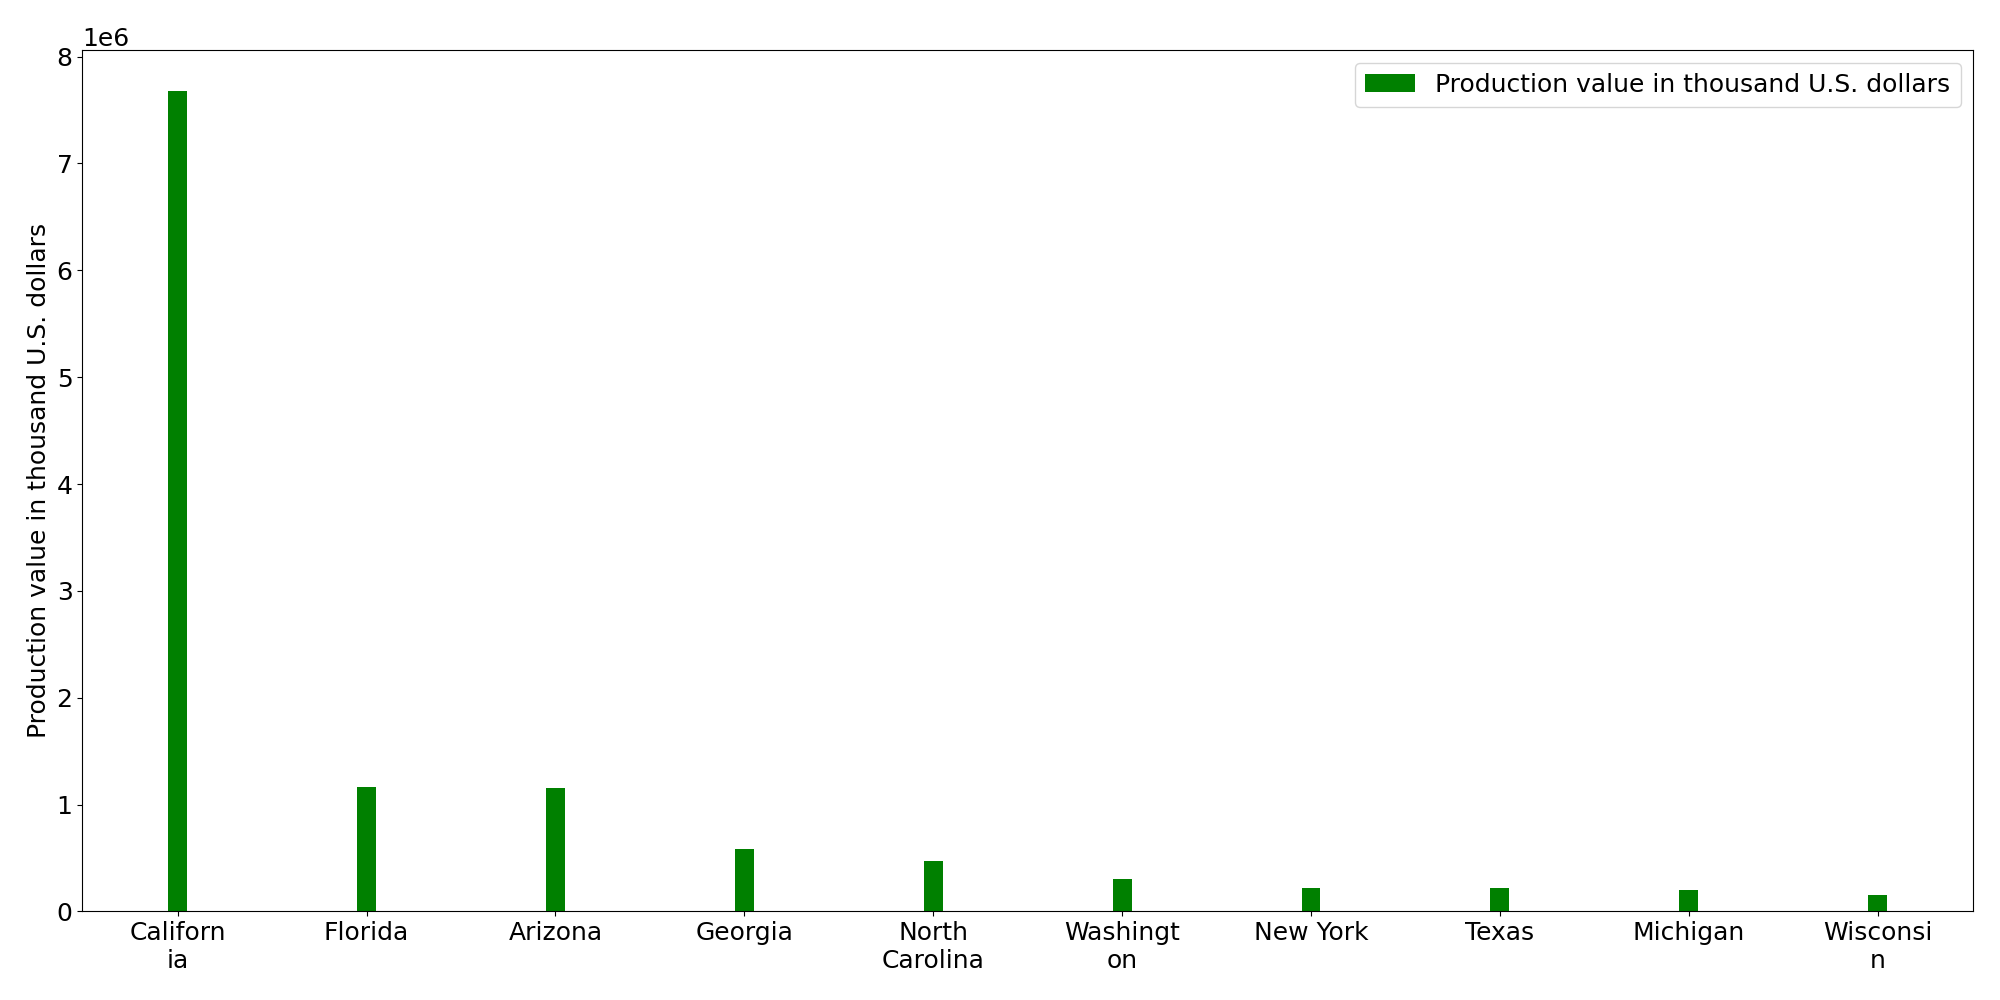 1e6
8
7
6
5
4
3
2
1
0
Production value in thousand U.S. dollars
Production value in thousand U.S. dollars
Californ
ia
Florida
Arizona
Georgia
North
Carolina
Washingt
on
New York
Texas
Michigan
Wisconsi
n